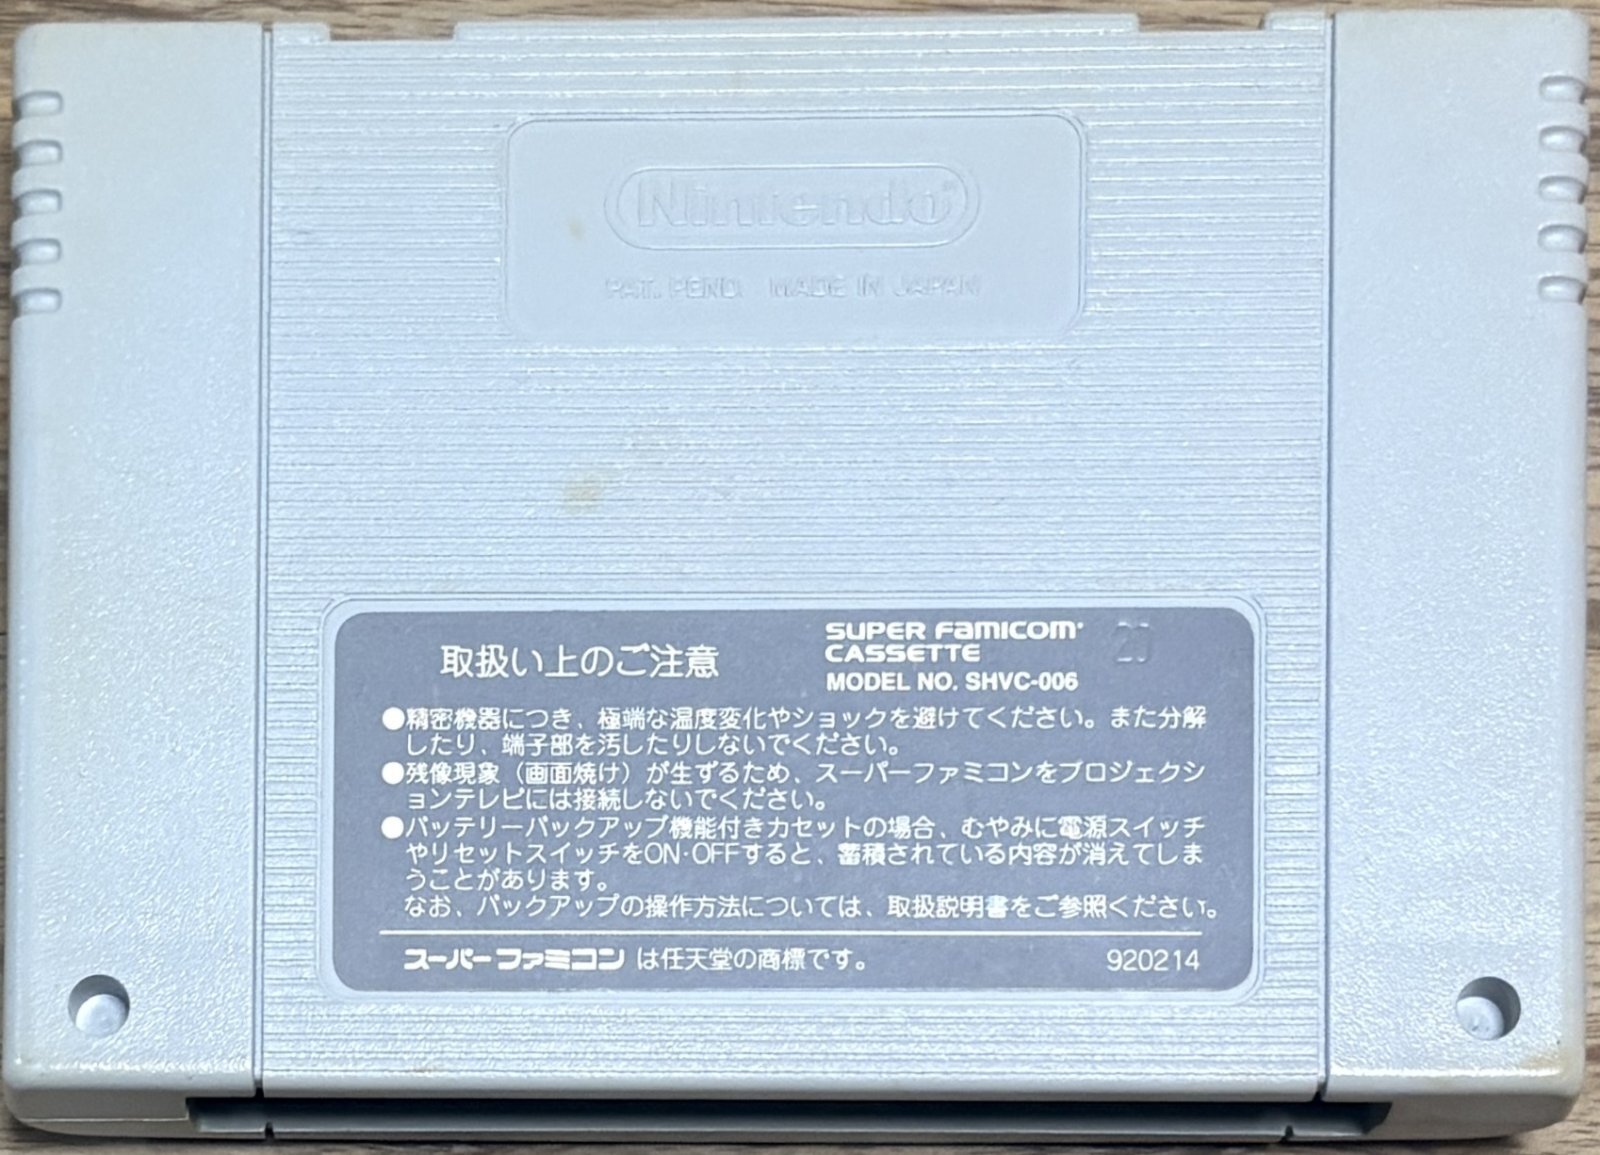 Nintendo
PAT. PEND. MADE IN JAPAN
取扱い上のご注意
SUPER FAMICOM
CASSETTE
MODEL NO. SHVC-006
●精密機器につき、極端な温度変化やショックを避けてください。また分解
したり、端子部を汚したりしないでください。
●残像現象（画面焼け）が生ずるため、スーパーファミコンをプロジェクシ
ョンテレビには接続しないでください。
●バッテリーバックアップ機能付きカセットの場合、むやみに電源スイッチ
やリセットスイッチをON·OFFすると、蓄積されている内容が消えてしま
うことがあります。
なお、バックアップの操作方法については、取扱説明書をご参照ください。
スーパーファミコンは任天堂の商標です。
920214